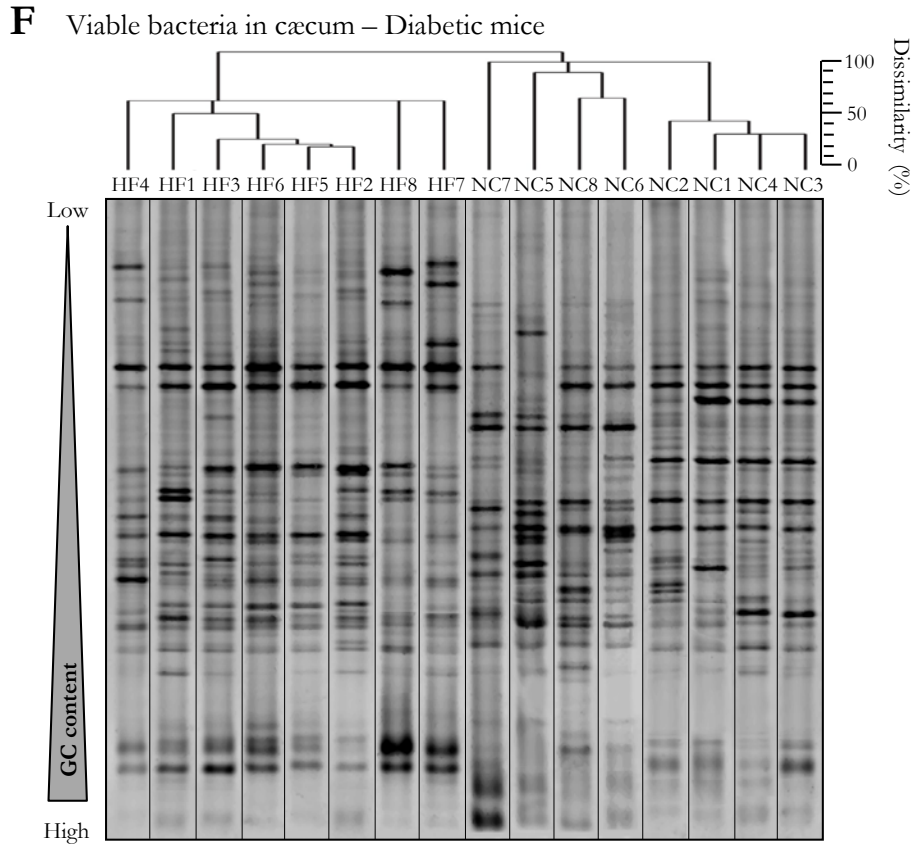 F Viable bacteria in cæcum – Diabetic mice
100
50
0
Dissimilarity (%)
HF4 HF1 HF3 HF6 HF5 HF2 HF8 HF7 NC7 NC5 NC8 NC6 NC2 NC1 NC4 NC3
Low
GC content
High